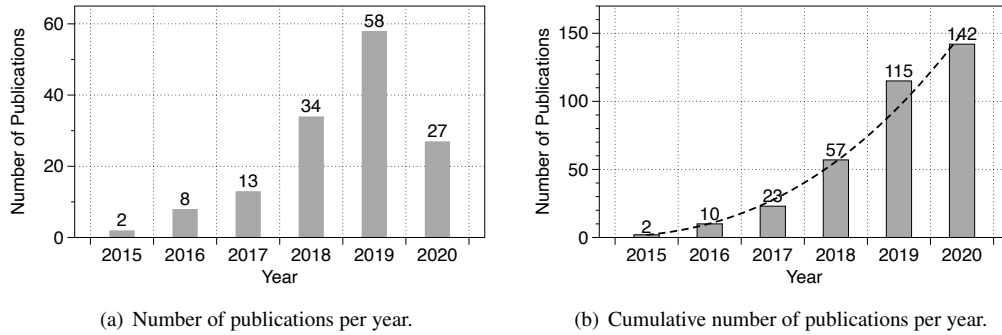 Number of Publications
60
40
20
0
2
8
13
34
58
27
2015 2016 2017 2018 2019 2020
Year
(a) Number of publications per year.
Cumulative number of Publications
150
100
50
0
2
10
23
57
115
142
2015 2016 2017 2018 2019 2020
Year
(b) Cumulative number of publications per year.